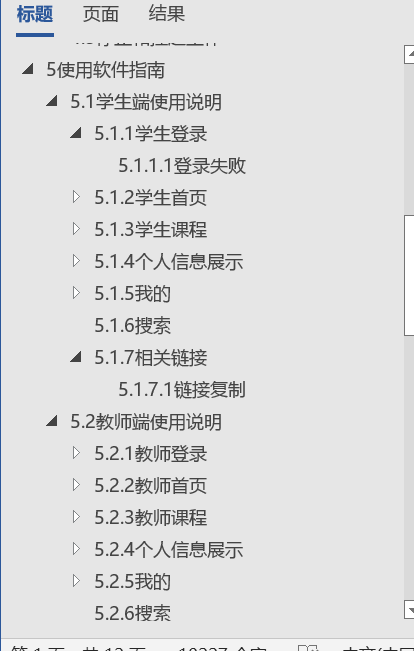 标题 页面 结果
5使用软件指南
5.1学生端使用说明
5.1.1学生登录
5.1.1.1登录失败
5.1.2学生首页
5.1.3学生课程
5.1.4个人信息展示
5.1.5我的
5.1.6搜索
5.1.7相关链接
5.1.7.1链接复制
5.2教师端使用说明
5.2.1教师登录
5.2.2教师首页
5.2.3教师课程
5.2.4个人信息展示
5.2.5我的
5.2.6搜索